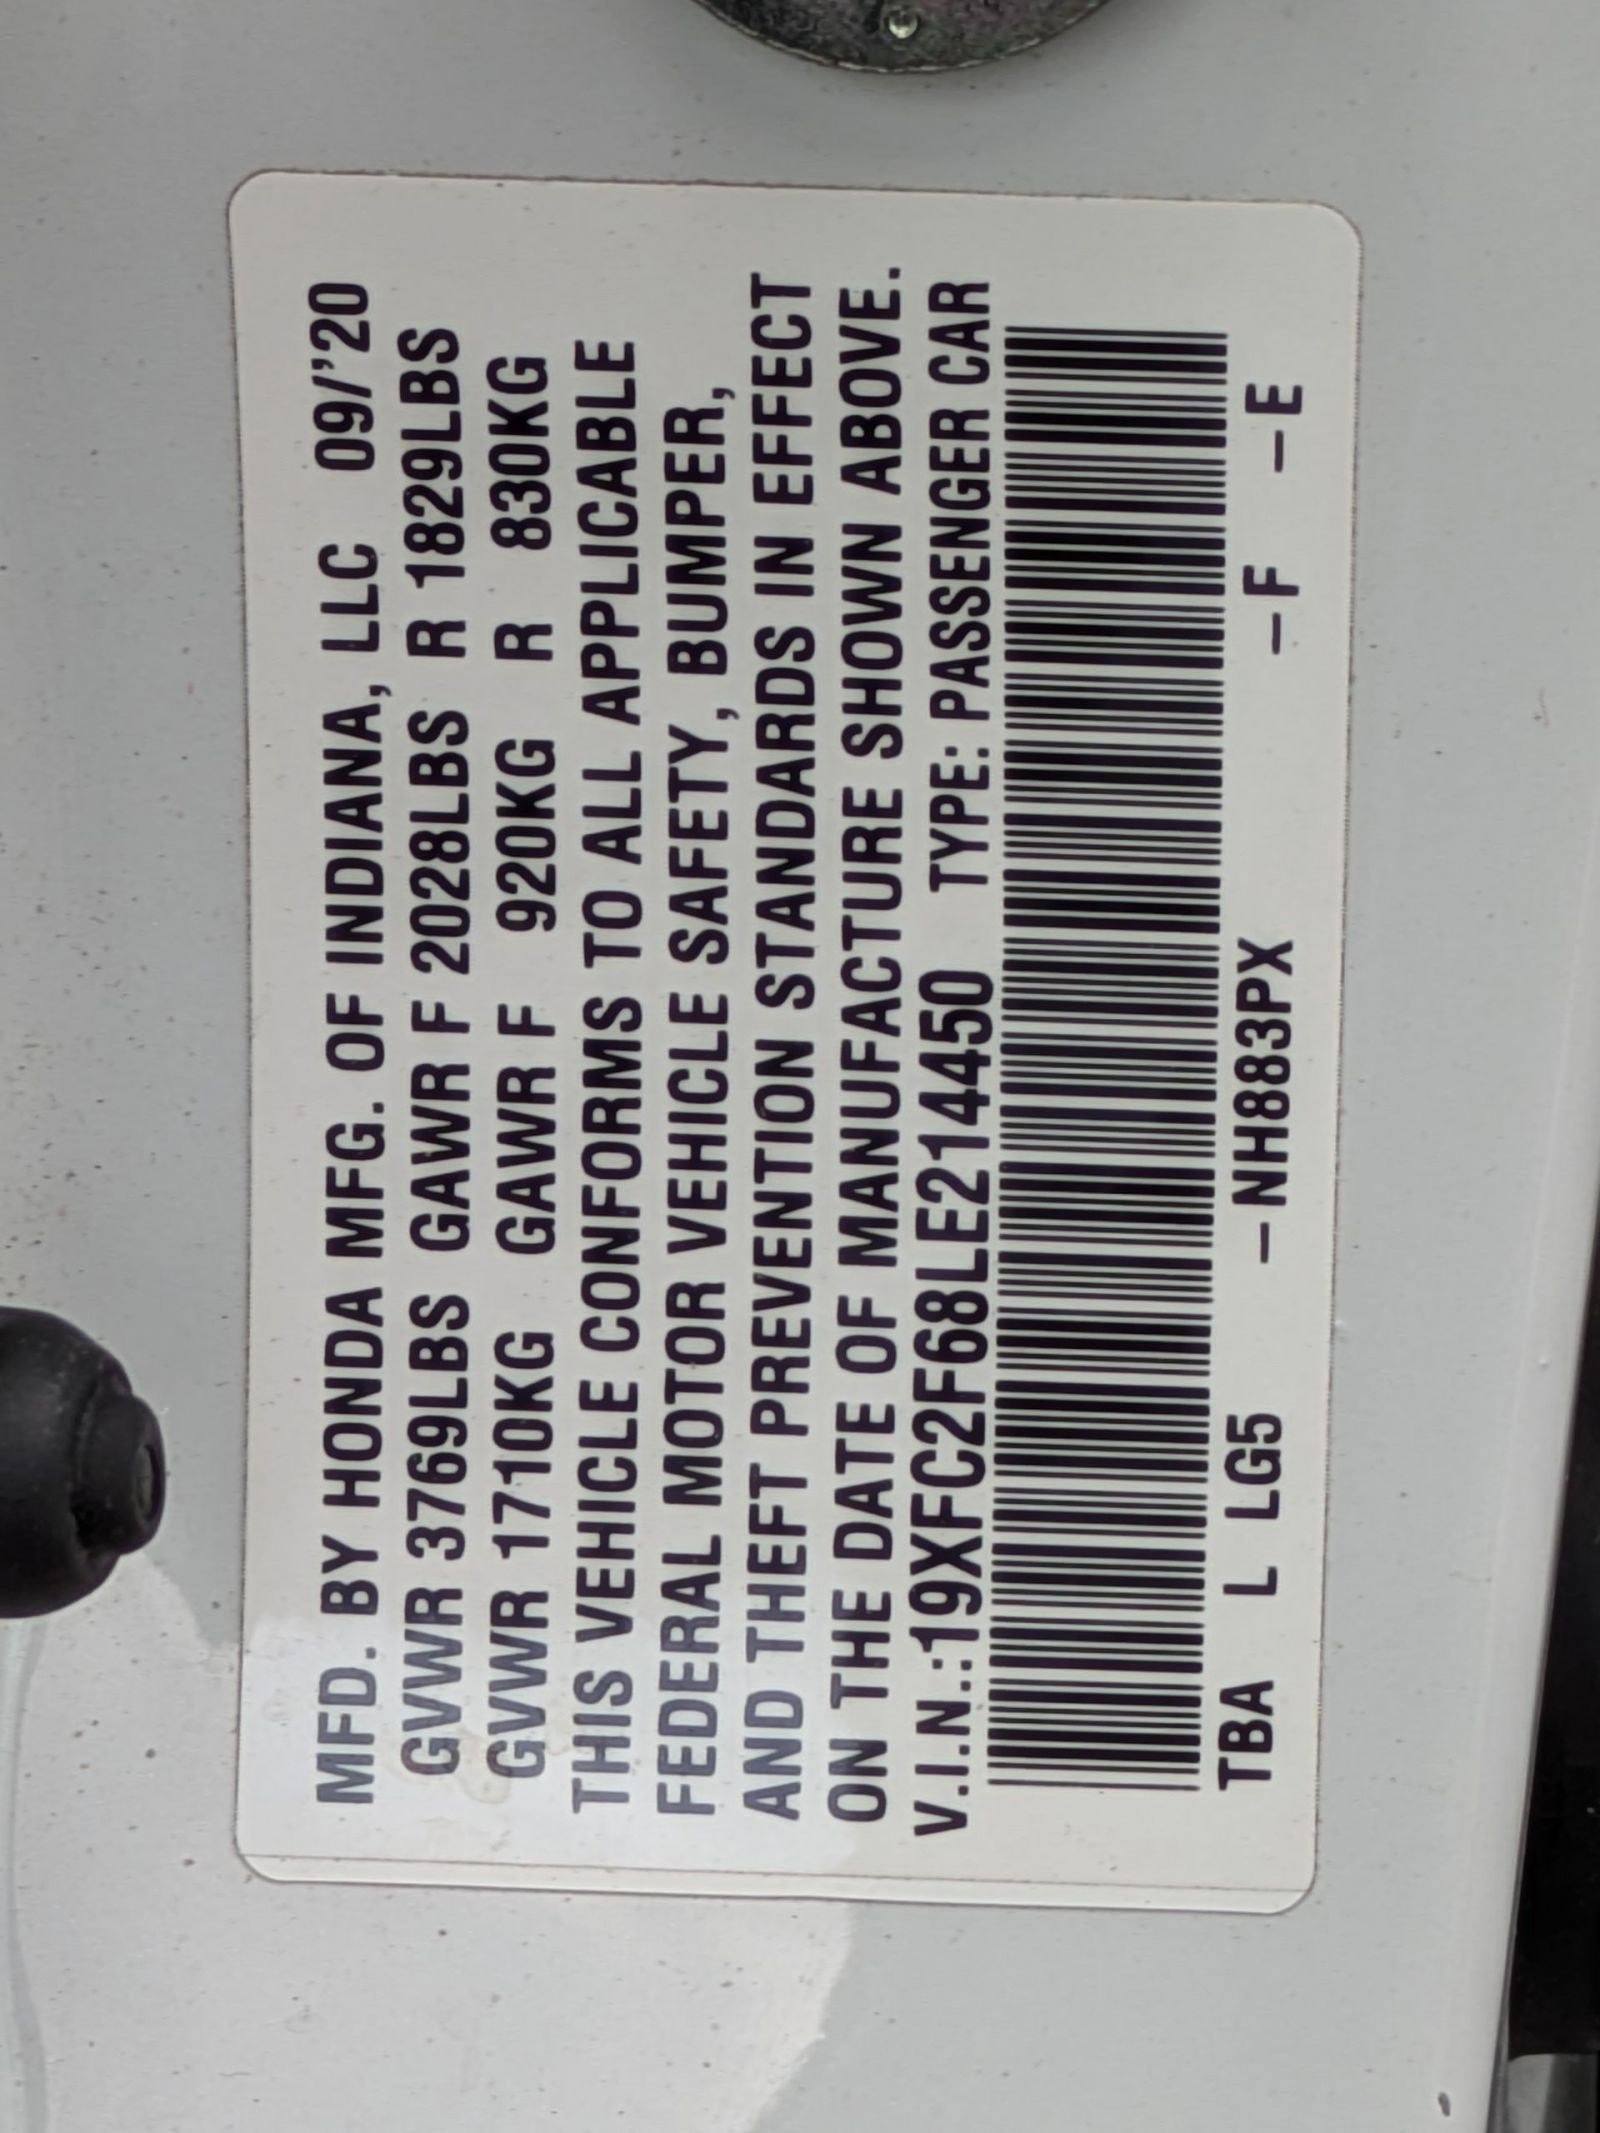 MFD. BY HONDA MFG. OF INDIANA, LLC 09/'20
GVWR 3769LBS GAWR F 2028LBS R 1829LBS
GVWR 1710KG GAWR F 920KG R 830KG
THIS VEHICLE CONFORMS TO ALL APPLICABLE
FEDERAL MOTOR VEHICLE SAFETY, BUMPER,
AND THEFT PREVENTION STANDARDS IN EFFECT
ON THE DATE OF MANUFACTURE SHOWN ABOVE.
V.I.N.:19XFC2F68LE214450 TYPE: PASSENGER CAR
TBA L LG5 –NH883PX –F –E